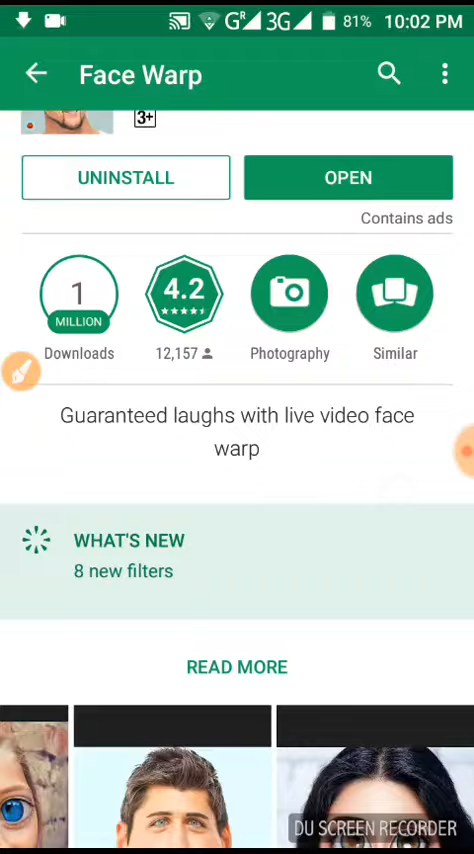 G R 3G 81% 10:02 PM
Face Warp
3+
UNINSTALL
OPEN
Contains ads
1
MILLION
4.2
Downloads
12,157
Photography
Similar
Guaranteed laughs with live video face
warp
WHAT'S NEW
8 new filters
READ MORE
DU SCREEN RECORDER